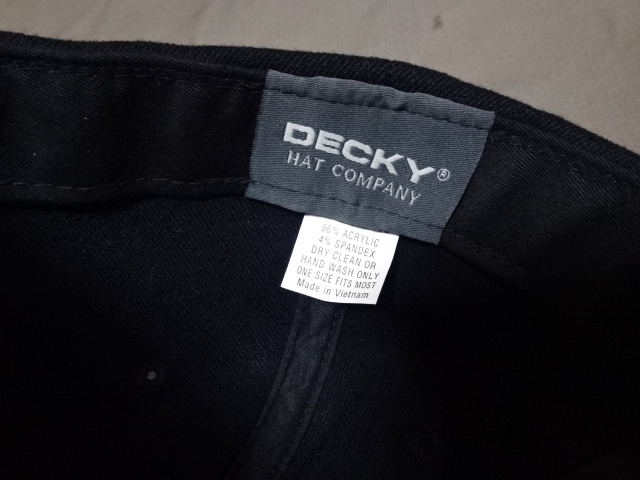 DECKY®
HAT COMPANY
96% ACRYLIC
4% SPANDEX
DRY CLEAN OR
HAND WASH ONLY
ONE SIZE FITS MOST
Made in Vietnam